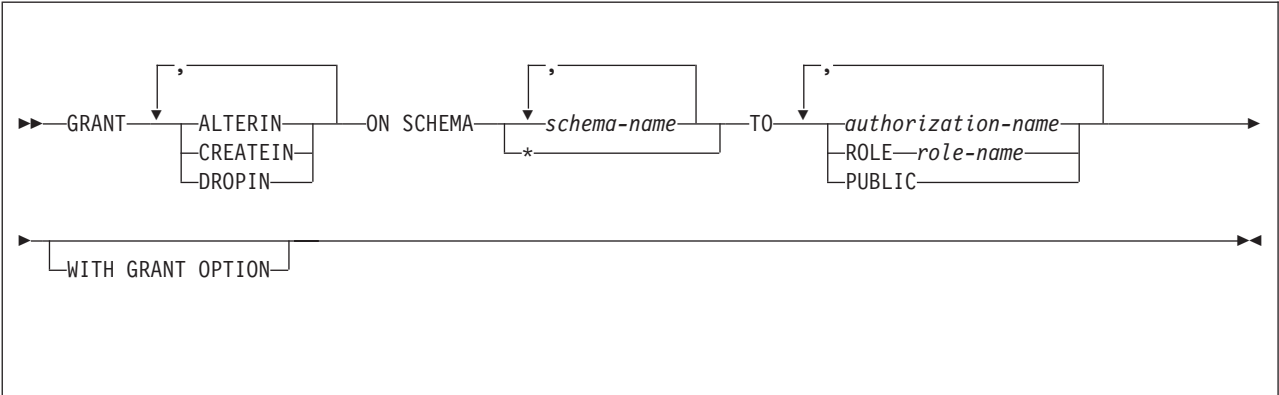 , , ,
GRANT ALTERIN ON SCHEMA schema-name TO authorization-name
CREATEIN * ROLE role-name
DROPIN PUBLIC
WITH GRANT OPTION